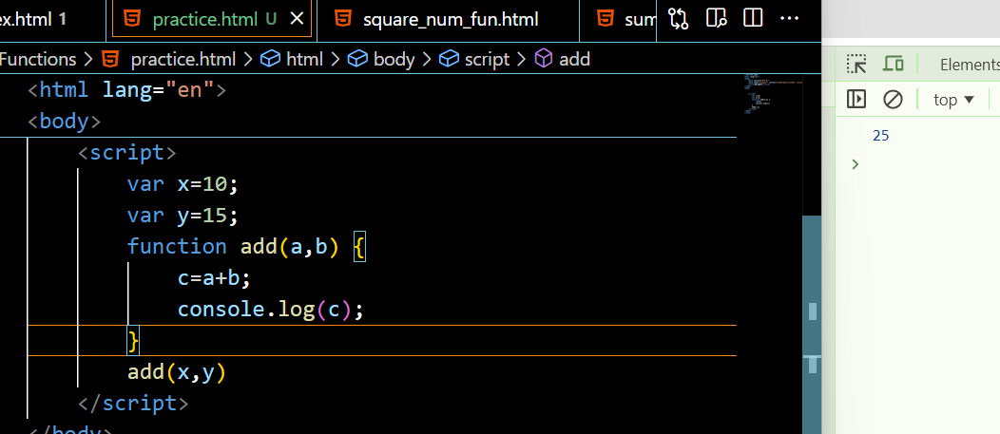 ex.html 1 practice.html U square_num_fun.html sum
Functions > practice.html > html > body > script > add
<html lang="en">
<body>
<script>
var x=10;
var y=15;
function add(a,b) {
c=a+b;
console.log(c);
}
add(x,y)
</script>
</body>
Elements
top
25
>